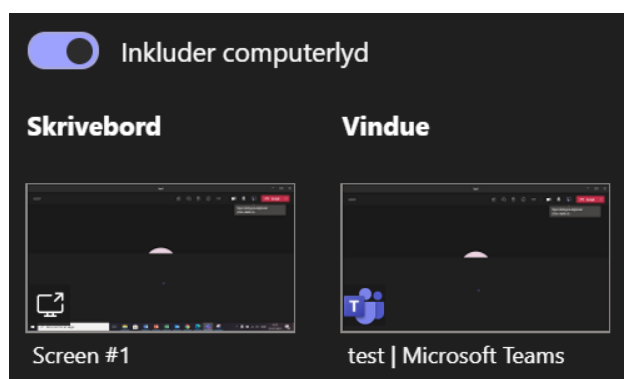 Inkluder computerlyd
Skrivebord
Vindue
Screen #1
test | Microsoft Teams